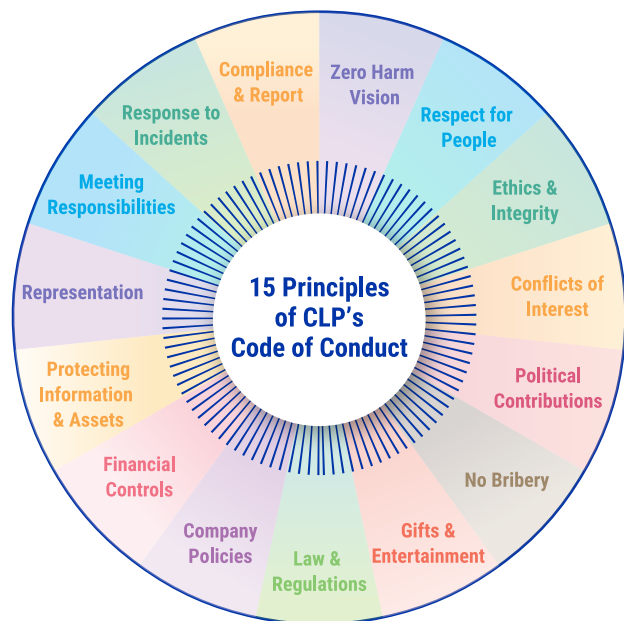 15 Principles
of CLP's
Code of Conduct
Zero Harm
Vision
Respect for
People
Ethics &
Integrity
Conflicts of
Interest
Political
Contributions
No Bribery
Gifts &
Entertainment
Law &
Regulations
Company
Policies
Financial
Controls
Protecting
Information
& Assets
Representation
Meeting
Responsibilities
Response to
Incidents
Compliance
& Report